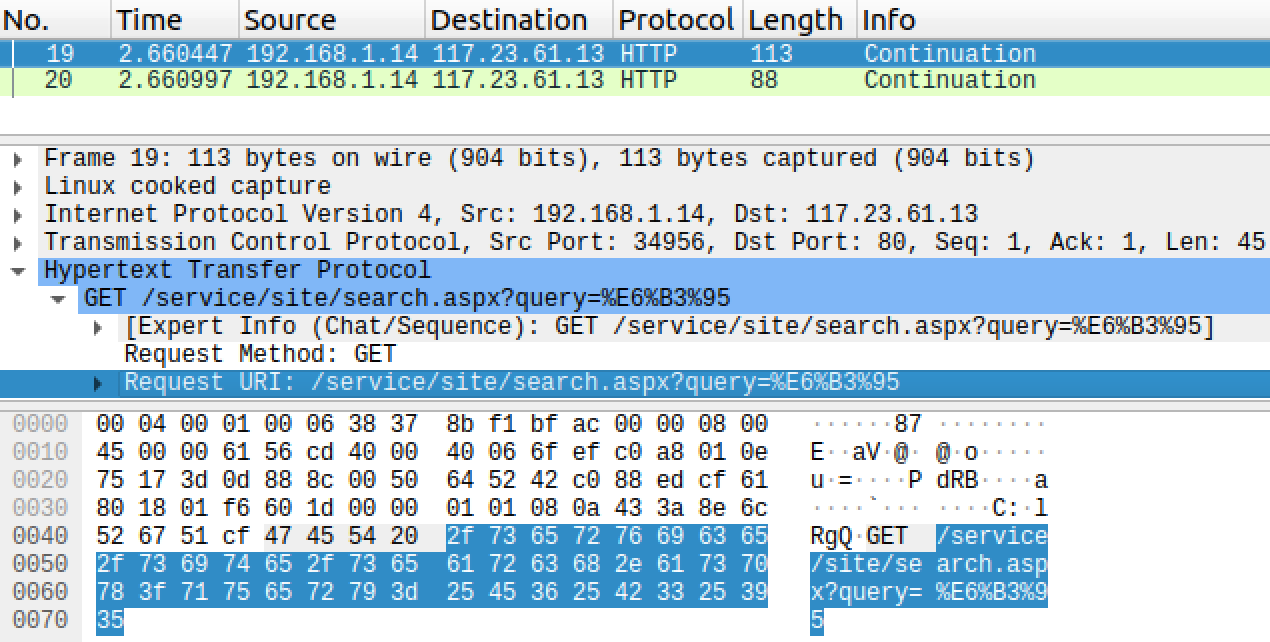 No. Time Source Destination Protocol Length Info
19 2.660447 192.168.1.14 117.23.61.13 HTTP 113 Continuation
20 2.660997 192.168.1.14 117.23.61.13 HTTP 88 Continuation
Frame 19: 113 bytes on wire (904 bits), 113 bytes captured (904 bits)
Linux cooked capture
Internet Protocol Version 4, Src: 192.168.1.14, Dst: 117.23.61.13
Transmission Control Protocol, Src Port: 34956, Dst Port: 80, Seq: 1, Ack: 1, Len: 45
Hypertext Transfer Protocol
GET /service/site/search.aspx?query=%E6%B3%95
[Expert Info (Chat/Sequence): GET /service/site/search.aspx?query=%E6%B3%95]
Request Method: GET
Request URI: /service/site/search.aspx?query=%E6%B3%95
0000 00 04 00 01 00 06 38 37 8b f1 bf ac 00 00 08 00 ······87 ········
0010 45 00 00 61 56 cd 40 00 40 06 6f ef c0 a8 01 0e E··aV·@· @·o·····
0020 75 17 3d 0d 88 8c 00 50 64 52 42 c0 88 ed cf 61 u·=····P dRB····a
0030 80 18 01 f6 60 1d 00 00 01 01 08 0a 43 3a 8e 6c ····`··· ····C:·l
0040 52 67 51 cf 47 45 54 20 2f 73 65 72 76 69 63 65 RgQ·GET /service
0050 2f 73 69 74 65 2f 73 65 61 72 63 68 2e 61 73 70 /site/se arch.asp
0060 78 3f 71 75 65 72 79 3d 25 45 36 25 42 33 25 39 x?query= %E6%B3%9
0070 35 5